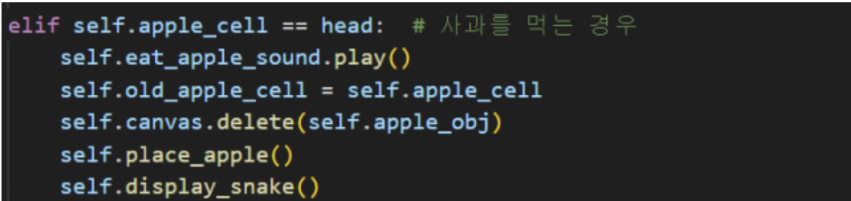 elif self.apple_cell == head:  # 사과를 먹는 경우
    self.eat_apple_sound.play()
    self.old_apple_cell = self.apple_cell
    self.canvas.delete(self.apple_obj)
    self.place_apple()
    self.display_snake()